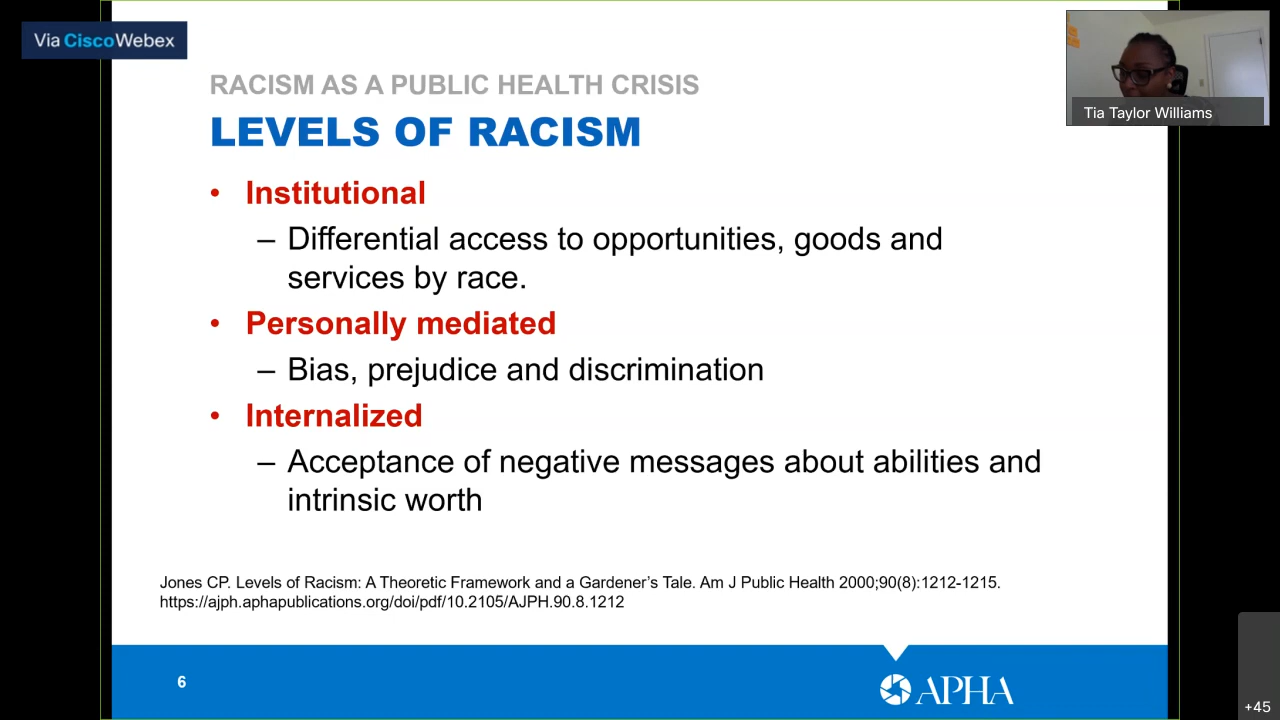 Via CiscoWebex
RACISM AS A PUBLIC HEALTH CRISIS
LEVELS OF RACISM
• Institutional
– Differential access to opportunities, goods and
services by race.
• Personally mediated
– Bias, prejudice and discrimination
• Internalized
– Acceptance of negative messages about abilities and
intrinsic worth
Jones CP. Levels of Racism: A Theoretic Framework and a Gardener's Tale. Am J Public Health 2000;90(8):1212-1215.
https://ajph.aphapublications.org/doi/pdf/10.2105/AJPH.90.8.1212
6
APHA
Tia Taylor Williams
+45